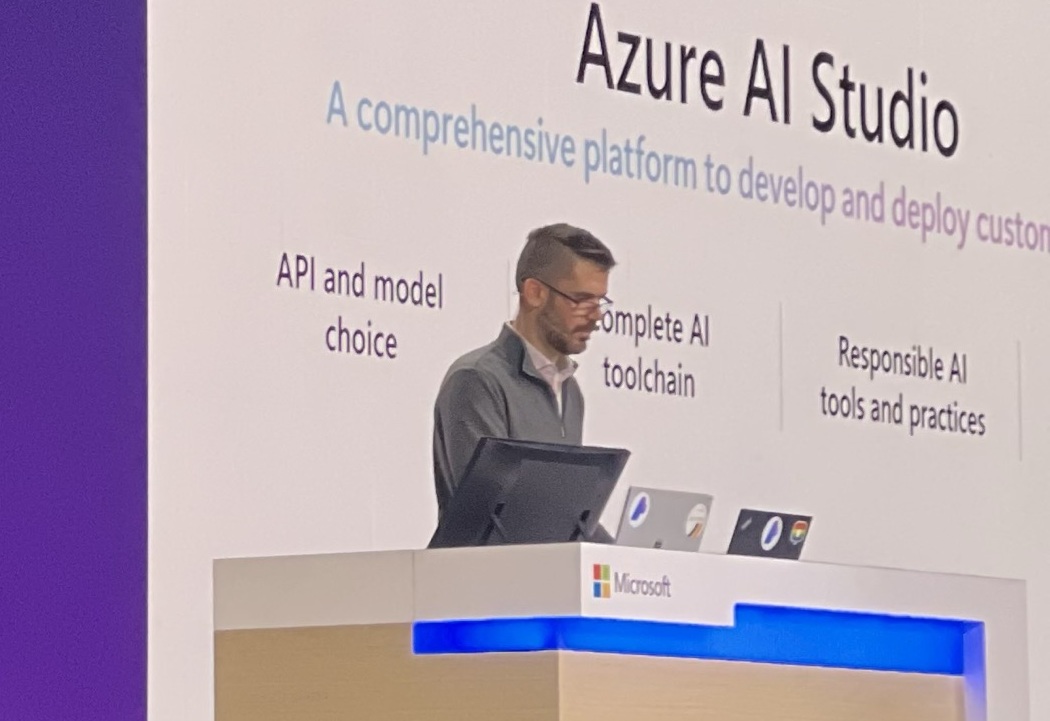 Azure AI Studio
A comprehensive platform to develop and deploy custom
API and model
choice
omplete AI
toolchain
Responsible AI
tools and practices
Microsoft